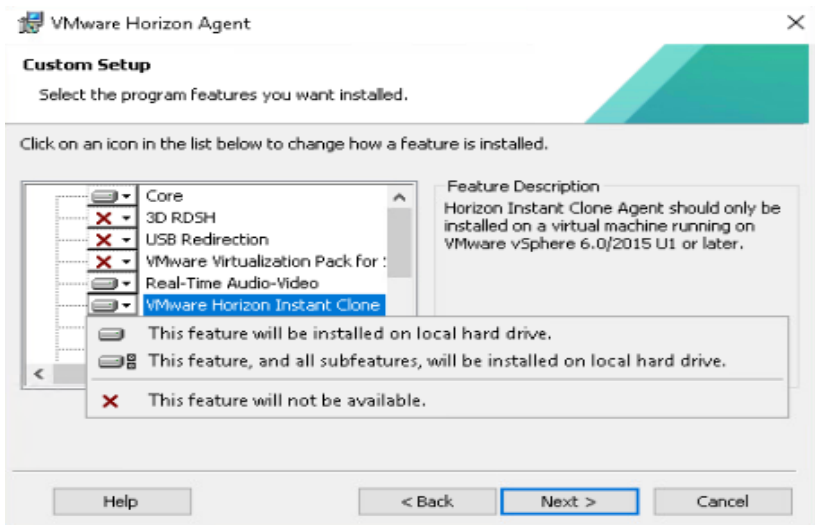 VMware Horizon Agent
Custom Setup
Select the program features you want installed.
Click on an icon in the list below to change how a feature is installed.
Core
3D RDSH
USB Redirection
VMware Virtualization Pack for :
Real-Time Audio-Video
VMware Horizon Instant Clone
Feature Description
Horizon Instant Clone Agent should only be
installed on a virtual machine running on
VMware vSphere 6.0/2015 U1 or later.
This feature will be installed on local hard drive.
This feature, and all subfeatures, will be installed on local hard drive.
This feature will not be available.
Help
< Back
Next >
Cancel